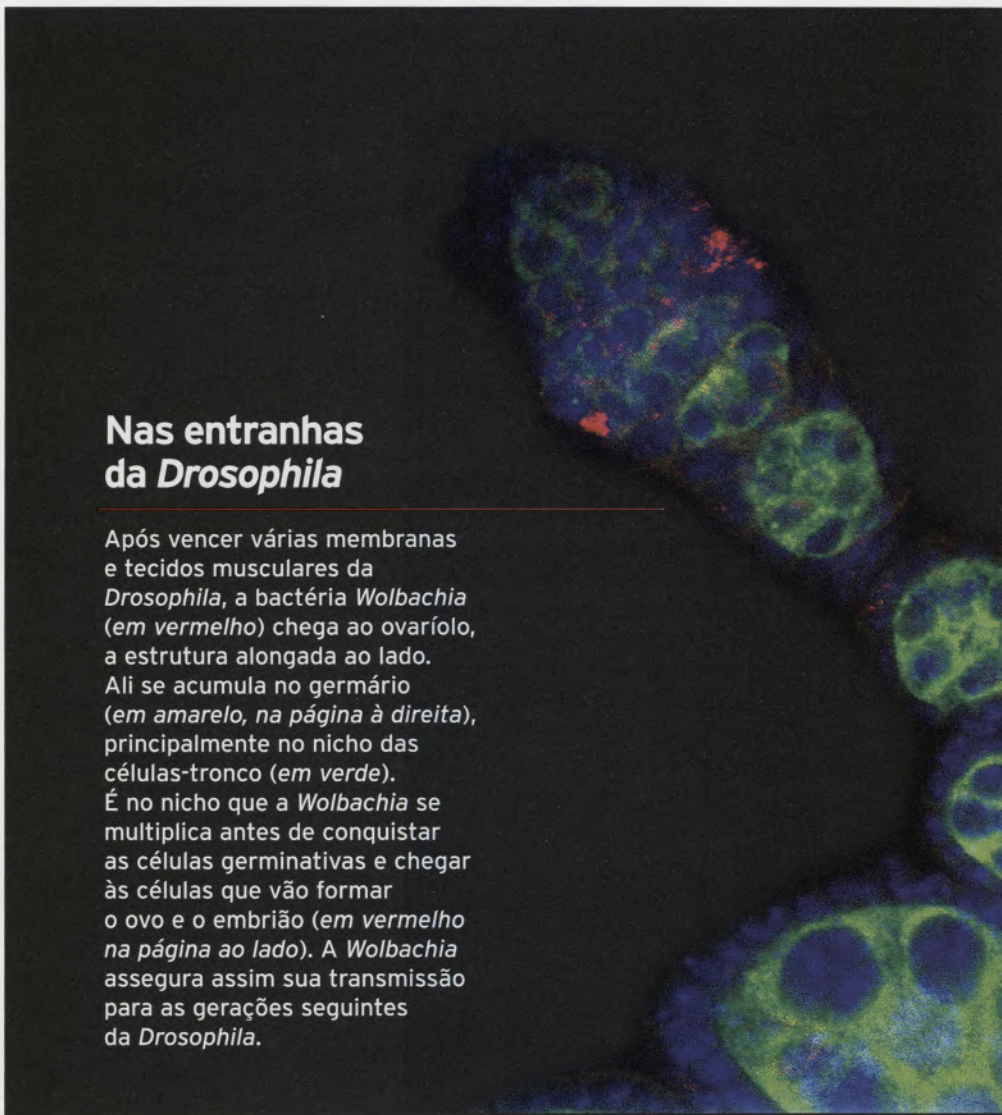 Nas entranhas
da Drosophila
Após vencer várias membranas
e tecidos musculares da
Drosophila, a bactéria Wolbachia
(em vermelho) chega ao ovaríolo,
a estrutura alongada ao lado.
Ali se acumula no germário
(em amarelo, na página à direita),
principalmente no nicho das
células-tronco (em verde).
É no nicho que a Wolbachia se
multiplica antes de conquistar
as células germinativas e chegar
às células que vão formar
o ovo e o embrião (em vermelho
na página ao lado). A Wolbachia
assegura assim sua transmissão
para as gerações seguintes
da Drosophila.